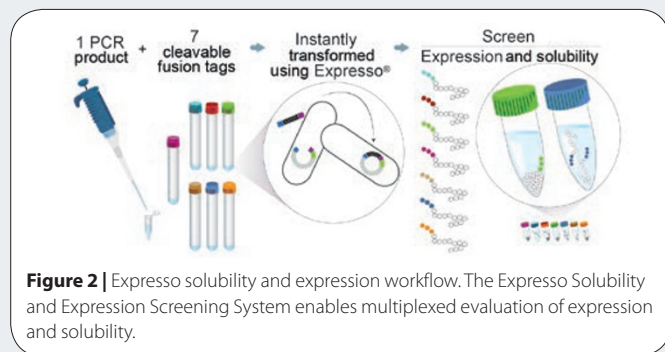 1 PCR product + 7 cleavable fusion tags
Instantly transformed using Expresso®
Screen
Expression and solubility
Figure 2 | Expresso solubility and expression workflow. The Expresso Solubility
and Expression Screening System enables multiplexed evaluation of expression
and solubility.